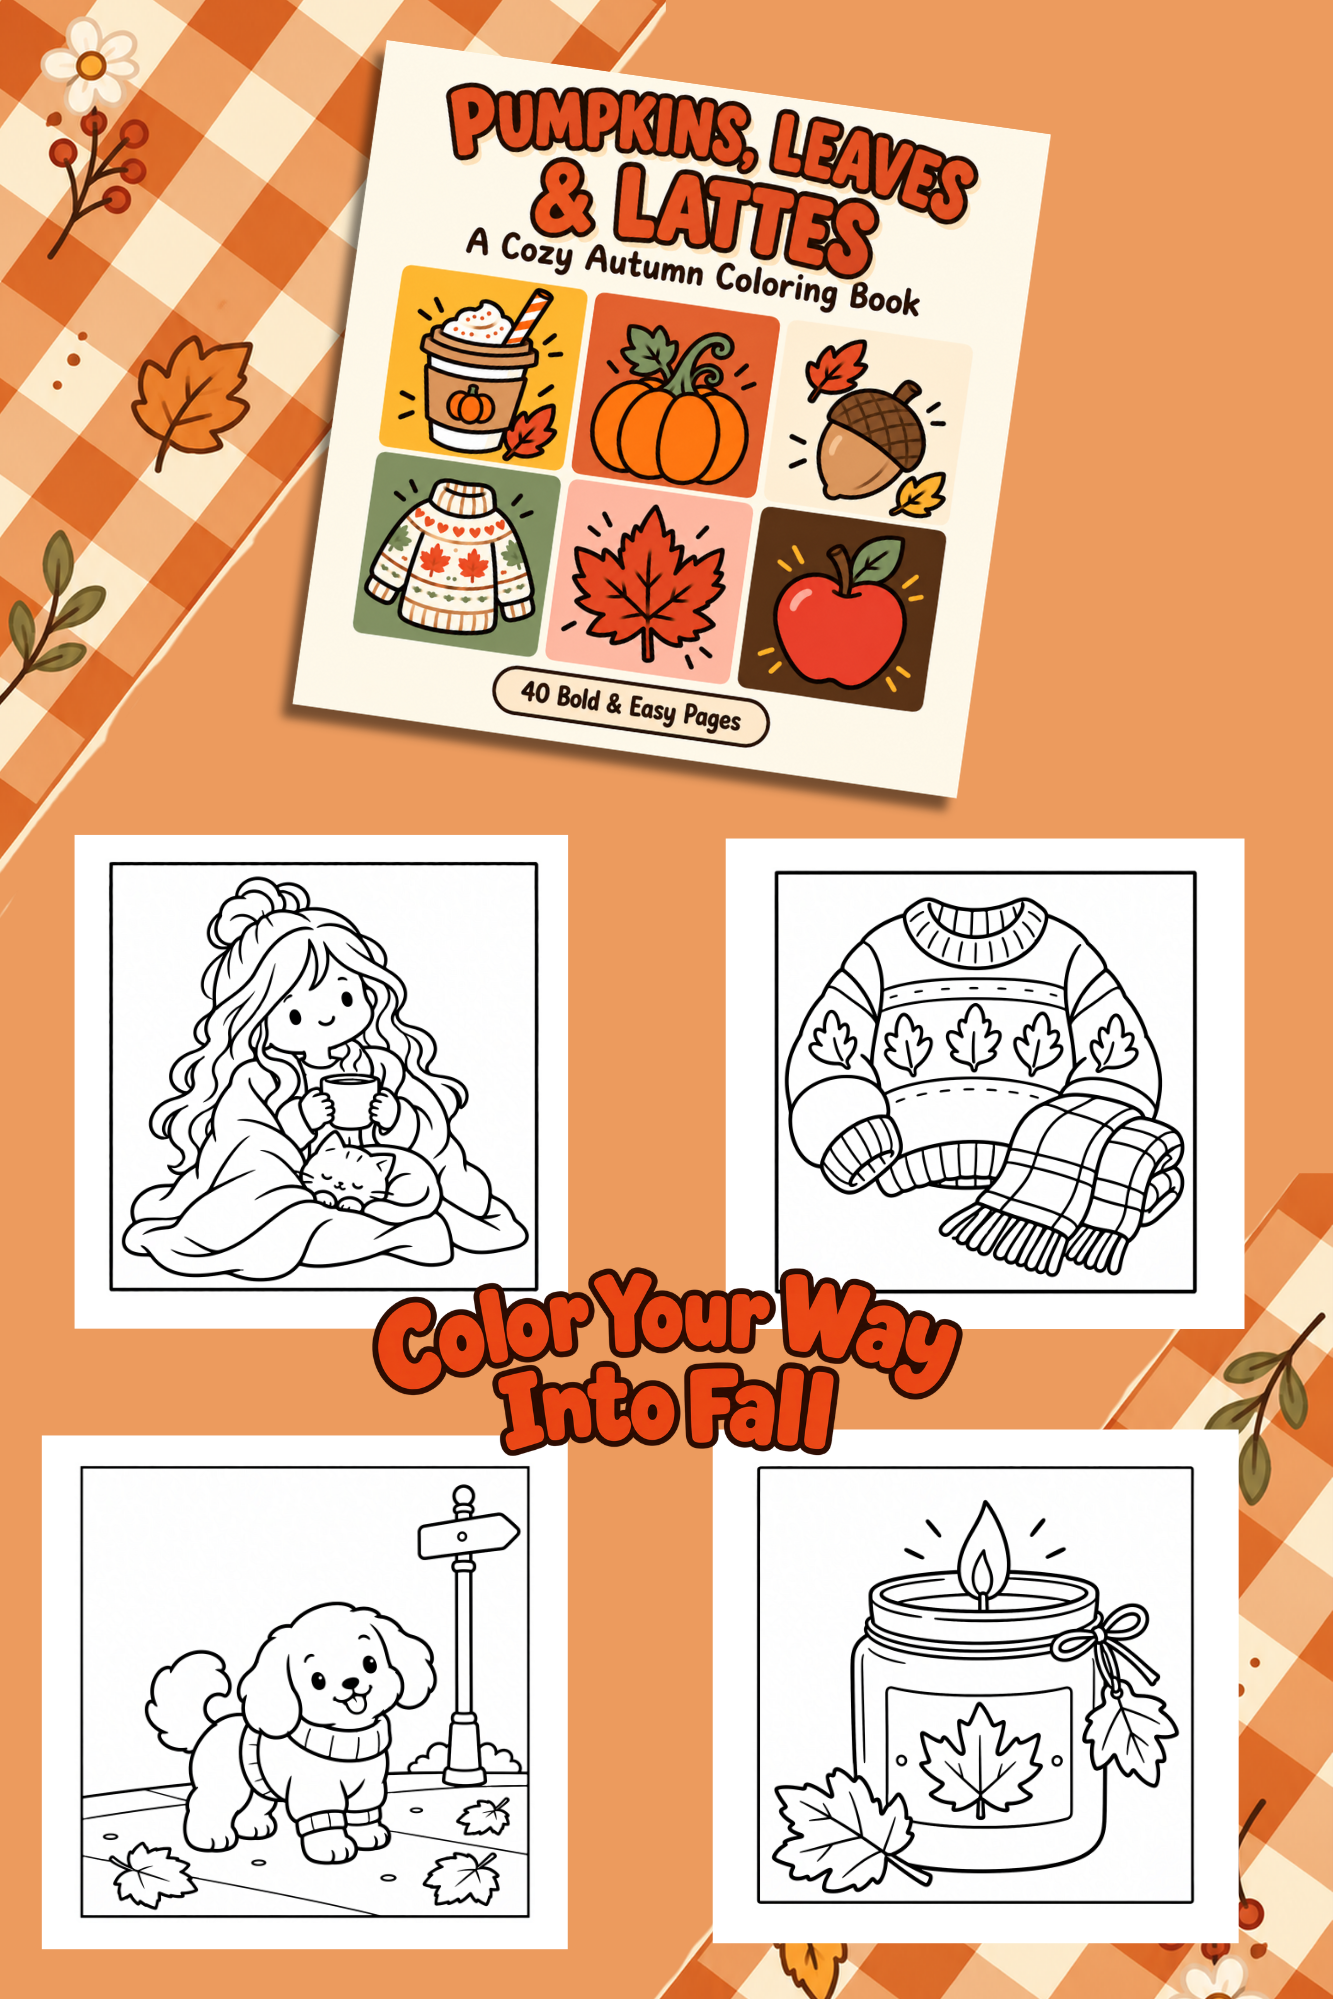 PUMPKINS, LEAVES
& LATTES
A Cozy Autumn Coloring Book
40 Bold & Easy Pages
Color Your Way
Into Fall